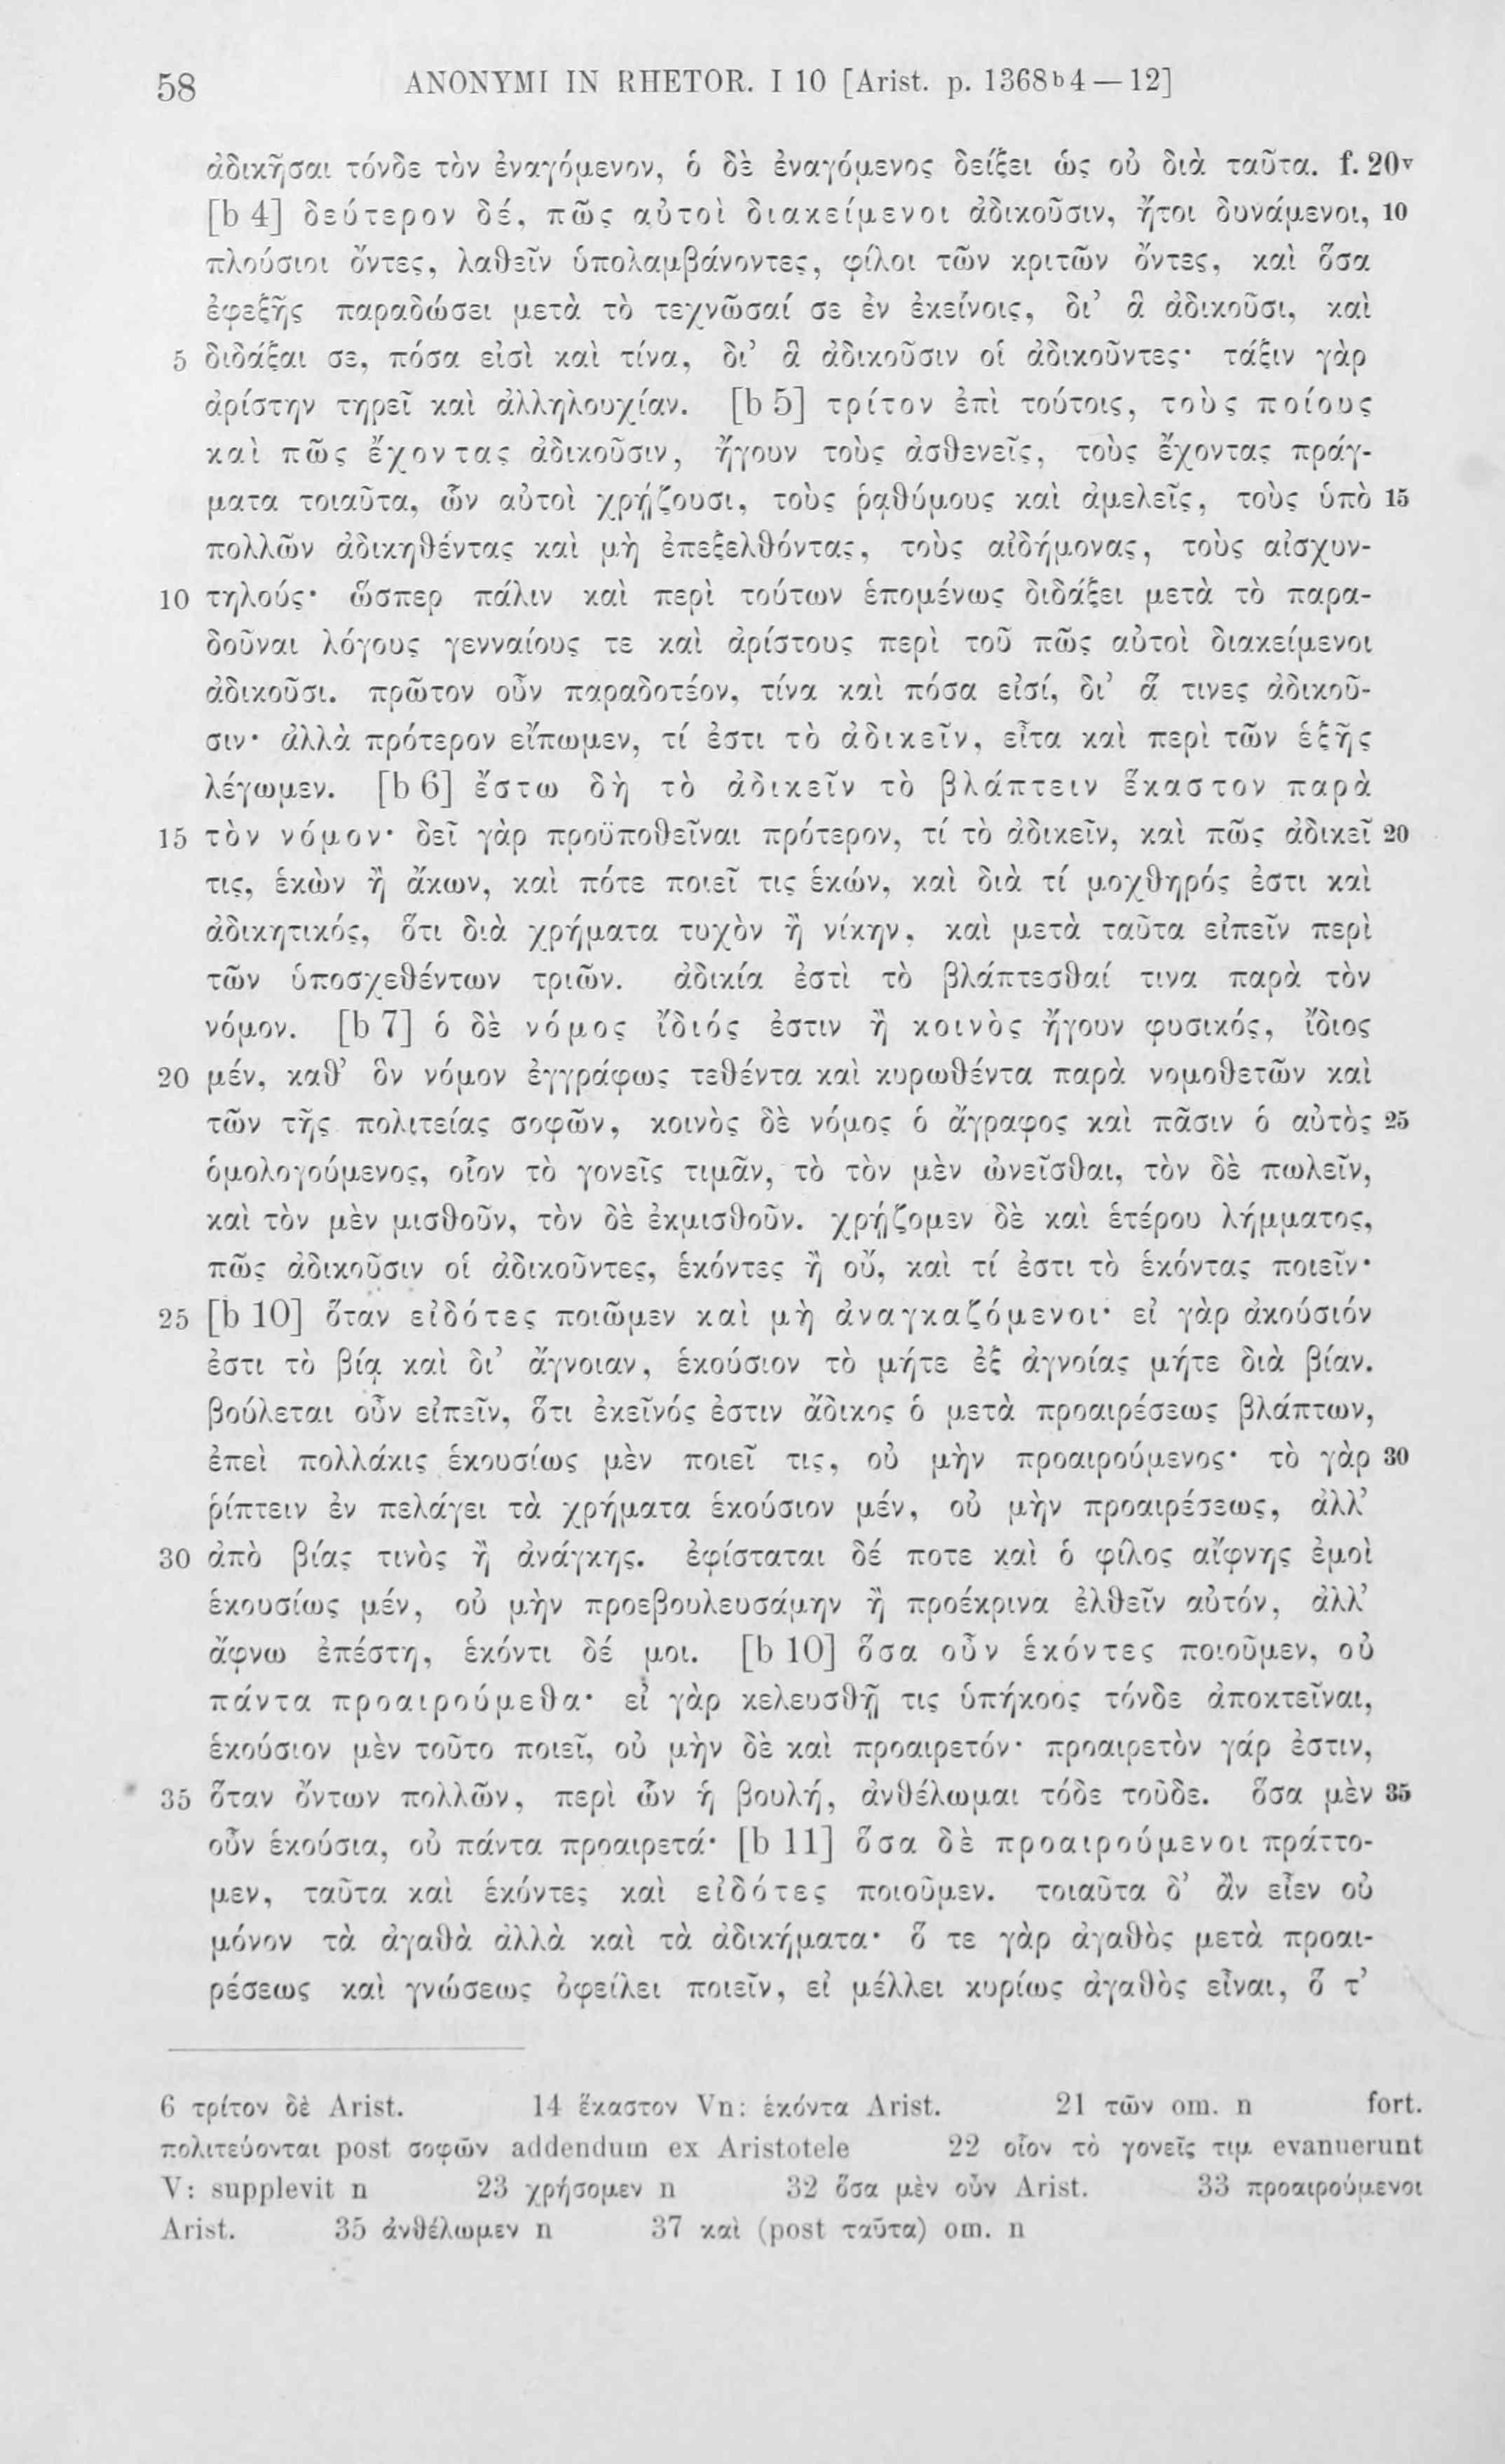 58 ANONYMI IN RHETOR. I 10 [Arist. p. 1368b4 — 12]
ἀδικῆσαι τόνδε τὸν ἐναγόμενον, ὁ δὲ ἐναγόμενος δείξει ὡς οὐ διὰ ταῦτα. f. 20v
[b 4] δεύτερον δέ, πῶς αὐτοὶ διακείμενοι ἀδικοῦσιν, ἤτοι δυνάμενοι, 10
πλούσιοι ὄντες, λαθεῖν ὑπολαμβάνοντες, φίλοι τῶν κριτῶν ὄντες, καὶ ὅσα
ἐφεξῆς παραδώσει μετὰ τὸ τεχνῶσαί σε ἐν ἐκείνοις, δι’ ἃ ἀδικοῦσι, καὶ
5 διδάξαι σε, πόσα εἰσὶ καὶ τίνα, δι’ ἃ ἀδικοῦσιν οἱ ἀδικοῦντες· τάξιν γὰρ
ἀρίστην τηρεῖ καὶ ἀλληλουχίαν. [b 5] τρίτον ἐπὶ τούτοις, τοὺς ποίους
καὶ πῶς ἔχοντας ἀδικοῦσιν, ἤγουν τοὺς ἀσθενεῖς, τοὺς ἔχοντας πράγ-
ματα τοιαῦτα, ὧν αὐτοὶ χρῄζουσι, τοὺς ῥᾳθύμους καὶ ἀμελεῖς, τοὺς ὑπὸ 15
πολλῶν ἀδικηθέντας καὶ μὴ ἐπεξελθόντας, τοὺς αἰδήμονας, τοὺς αἰσχυν-
10 τηλούς· ὥσπερ πάλιν καὶ περὶ τούτων ἑπομένως διδάξει μετὰ τὸ παρα-
δοῦναι λόγους γενναίους τε καὶ ἀρίστους περὶ τοῦ πῶς αὐτοὶ διακείμενοι
ἀδικοῦσι. πρῶτον οὖν παραδοτέον, τίνα καὶ πόσα εἰσί, δι’ ἅ τινες ἀδικοῦ-
σιν· ἀλλὰ πρότερον εἴπωμεν, τί ἐστι τὸ ἀδικεῖν, εἶτα καὶ περὶ τῶν ἑξῆς
λέγωμεν. [b 6] ἔστω δὴ τὸ ἀδικεῖν τὸ βλάπτειν ἕκαστον παρὰ
15 τὸν νόμον· δεῖ γὰρ προϋποθεῖναι πρότερον, τί τὸ ἀδικεῖν, καὶ πῶς ἀδικεῖ 20
τις, ἑκὼν ἢ ἄκων, καὶ πότε ποιεῖ τις ἑκών, καὶ διὰ τί μοχθηρός ἐστι καὶ
ἀδικητικός, ὅτι διὰ χρήματα τυχὸν ἢ νίκην, καὶ μετὰ ταῦτα εἰπεῖν περὶ
τῶν ὑποσχεθέντων τριῶν. ἀδικία ἐστὶ τὸ βλάπτεσθαί τινα παρὰ τὸν
νόμον. [b 7] ὁ δὲ νόμος ἴδιός ἐστιν ἢ κοινὸς ἤγουν φυσικός, ἴδιος
20 μέν, καθ’ ὃν νόμον ἐγγράφως τεθέντα καὶ κυρωθέντα παρὰ νομοθετῶν καὶ
τῶν τῆς πολιτείας σοφῶν, κοινὸς δὲ νόμος ὁ ἄγραφος καὶ πᾶσιν ὁ αὐτὸς 25
ὁμολογούμενος, οἷον τὸ γονεῖς τιμᾶν, τὸ τὸν μὲν ὠνεῖσθαι, τὸν δὲ πωλεῖν,
καὶ τὸν μὲν μισθοῦν, τὸν δὲ ἐκμισθοῦν. χρῄζομεν δὲ καὶ ἑτέρου λήμματος,
πῶς ἀδικοῦσιν οἱ ἀδικοῦντες, ἑκόντες ἢ οὔ, καὶ τί ἐστι τὸ ἑκόντας ποιεῖν·
25 [b 10] ὅταν εἰδότες ποιῶμεν καὶ μὴ ἀναγκαζόμενοι· εἰ γὰρ ἀκούσιόν
ἐστι τὸ βίᾳ καὶ δι’ ἄγνοιαν, ἑκούσιον τὸ μήτε ἐξ ἀγνοίας μήτε διὰ βίαν.
βούλεται οὖν εἰπεῖν, ὅτι ἐκεῖνός ἐστιν ἄδικος ὁ μετὰ προαιρέσεως βλάπτων,
ἐπεὶ πολλάκις ἑκουσίως μὲν ποιεῖ τις, οὐ μὴν προαιρούμενος· τὸ γὰρ 30
ῥίπτειν ἐν πελάγει τὰ χρήματα ἑκούσιον μέν, οὐ μὴν προαιρέσεως, ἀλλ’
30 ἀπὸ βίας τινὸς ἢ ἀνάγκης. ἐφίσταται δέ ποτε καὶ ὁ φίλος αἴφνης ἐμοὶ
ἑκουσίως μέν, οὐ μὴν προεβουλευσάμην ἢ προέκρινα ἐλθεῖν αὐτόν, ἀλλ’
ἄφνω ἐπέστη, ἑκόντι δέ μοι. [b 10] ὅσα οὖν ἑκόντες ποιοῦμεν, οὐ
πάντα προαιρούμεθα· εἰ γὰρ κελευσθῇ τις ὑπήκοος τόνδε ἀποκτεῖναι,
ἑκούσιον μὲν τοῦτο ποιεῖ, οὐ μὴν δὲ καὶ προαιρετόν· προαιρετὸν γάρ ἐστιν,
35 ὅταν ὄντων πολλῶν, περὶ ὧν ἡ βουλή, ἀνθέλωμαι τόδε τοῦδε. ὅσα μὲν 35
οὖν ἑκούσια, οὐ πάντα προαιρετά· [b 11] ὅσα δὲ προαιρούμενοι πράττο-
μεν, ταῦτα καὶ ἑκόντες καὶ εἰδότες ποιοῦμεν. τοιαῦτα δ’ ἂν εἶεν οὐ
μόνον τὰ ἀγαθὰ ἀλλὰ καὶ τὰ ἀδικήματα· ὅ τε γὰρ ἀγαθὸς μετὰ προαι-
ρέσεως καὶ γνώσεως ὀφείλει ποιεῖν, εἰ μέλλει κυρίως ἀγαθὸς εἶναι, ὅ τ’
6 τρίτον δὲ Arist. 14 ἕκαστον Vn: ἑκόντα Arist. 21 τῶν om. n fort.
πολιτεύονται post σοφῶν addendum ex Aristotele 22 οἷον τὸ γονεῖς τιμ evanuerunt
V: supplevit n 23 χρήσομεν n 32 ὅσα μὲν οὖν Arist. 33 προαιρούμενοι
Arist. 35 ἀνθέλωμεν n 37 καὶ (post ταῦτα) om. n